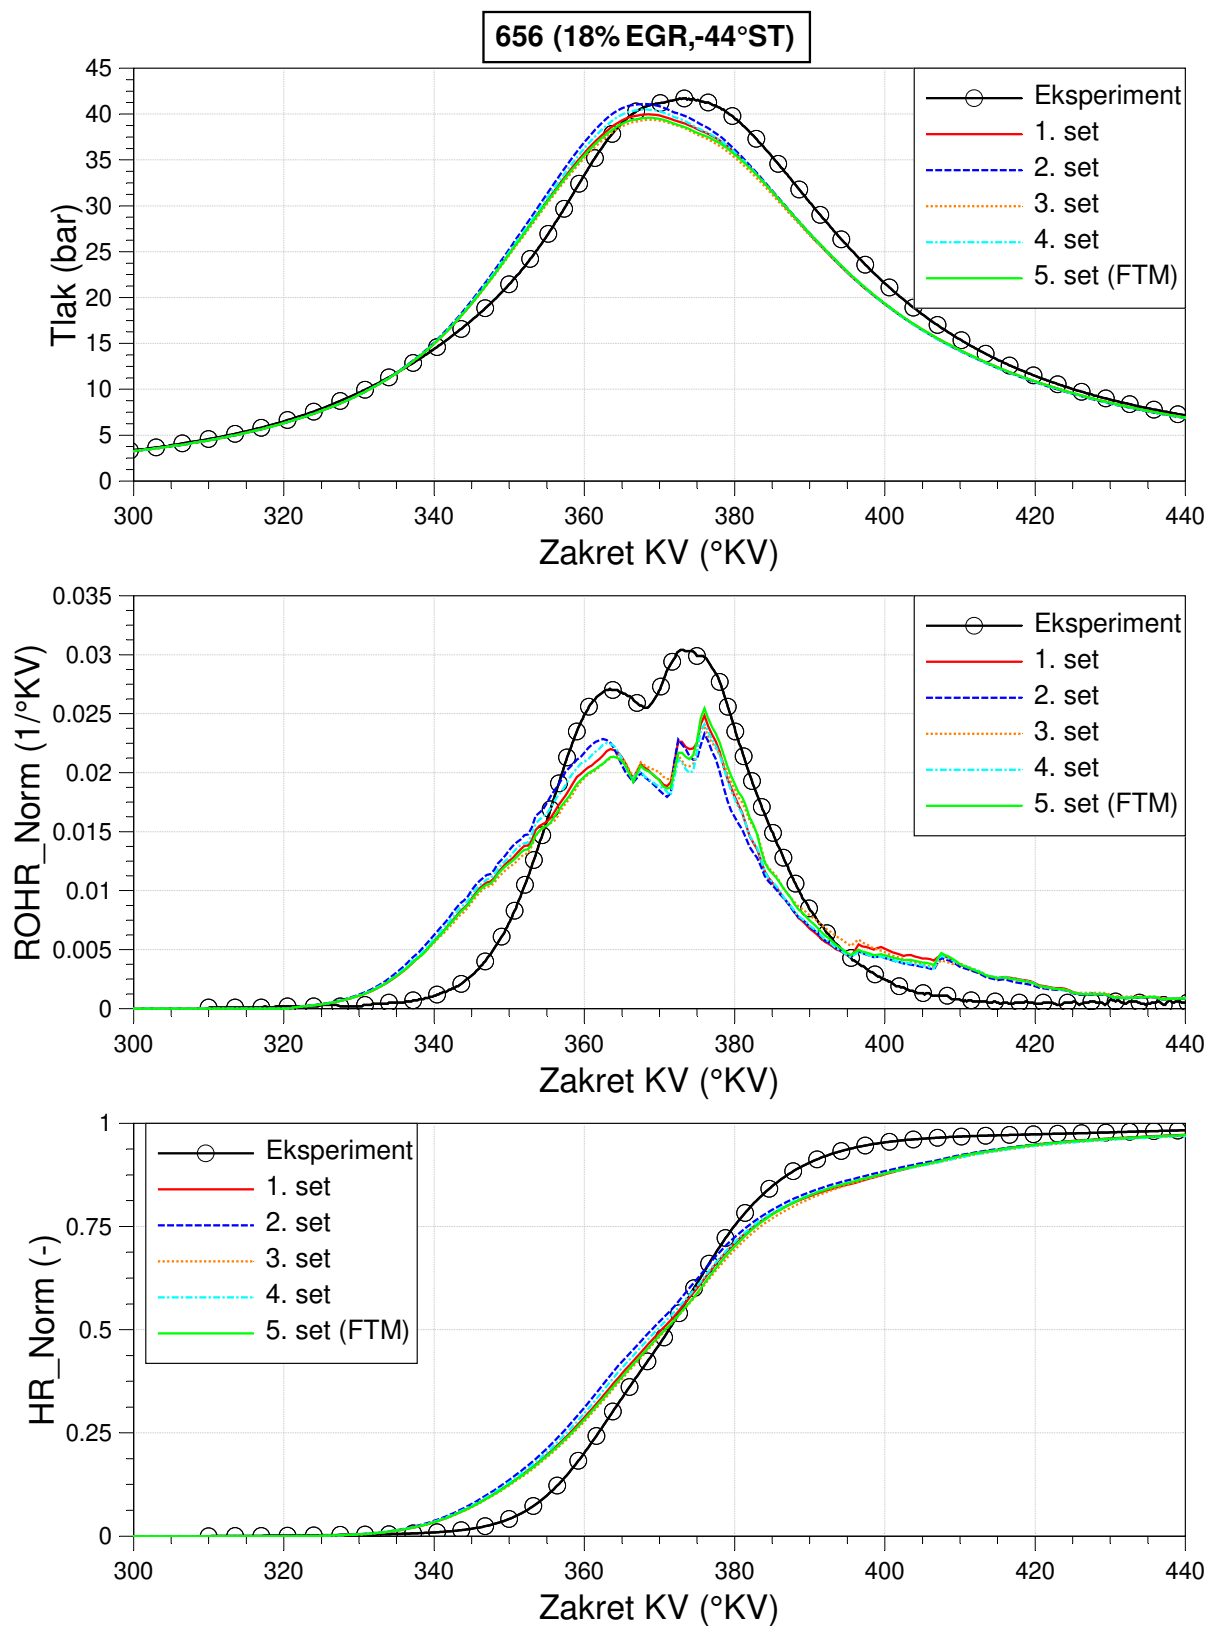 656 (18% EGR,-44°ST)
45
40
35
30
25
20
15
10
5
0
Tlak (bar)
Eksperiment
1. set
2. set
3. set
4. set
5. set (FTM)
300 320 340 360 380 400 420 440
Zakret KV (°KV)
0.035
0.03
0.025
0.02
0.015
0.01
0.005
0
ROHR_Norm (1/°KV)
Eksperiment
1. set
2. set
3. set
4. set
5. set (FTM)
300 320 340 360 380 400 420 440
Zakret KV (°KV)
1
0.75
0.5
0.25
0
HR_Norm (-)
Eksperiment
1. set
2. set
3. set
4. set
5. set (FTM)
300 320 340 360 380 400 420 440
Zakret KV (°KV)